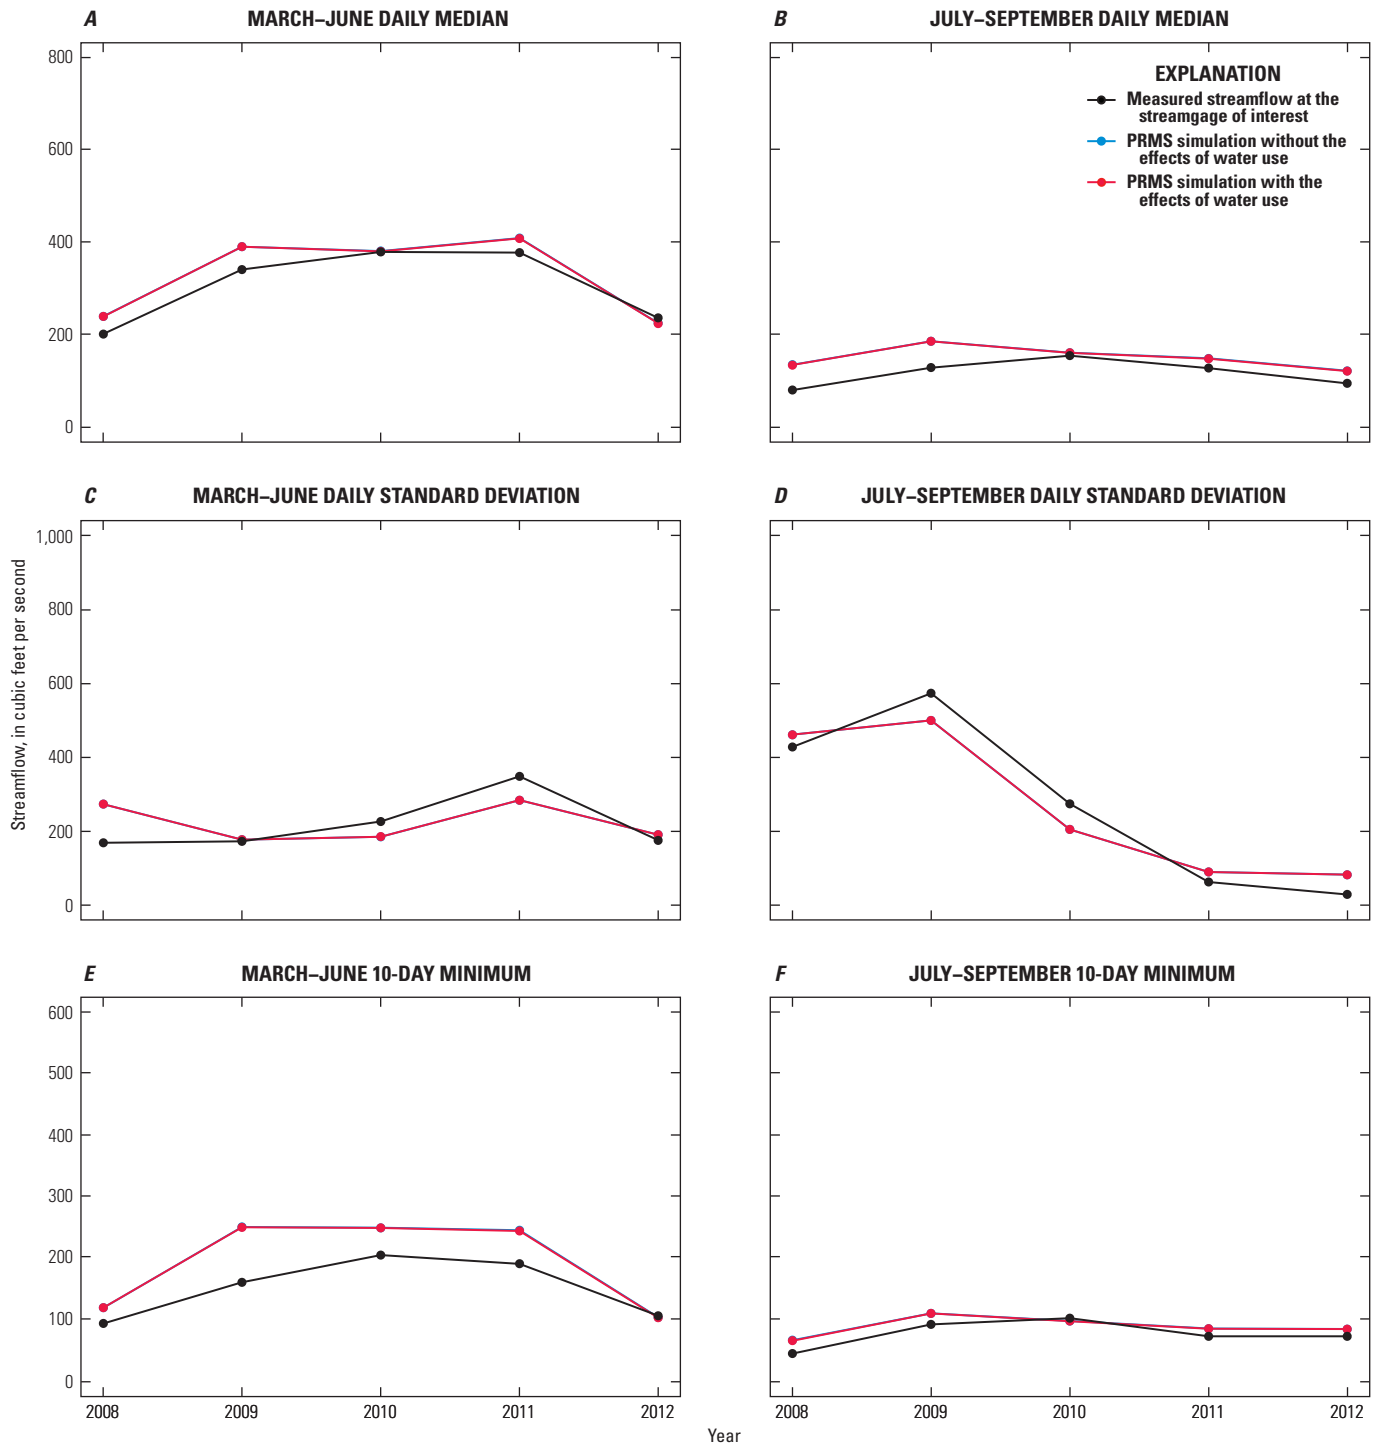 A MARCH–JUNE DAILY MEDIAN
800
600
400
200
0
B JULY–SEPTEMBER DAILY MEDIAN
EXPLANATION
Measured streamflow at the
streamgage of interest
PRMS simulation without the
effects of water use
PRMS simulation with the
effects of water use
C MARCH–JUNE DAILY STANDARD DEVIATION
1,000
800
600
400
200
0
D JULY–SEPTEMBER DAILY STANDARD DEVIATION
Streamflow, in cubic feet per second
E MARCH–JUNE 10-DAY MINIMUM
600
500
400
300
200
100
0
2008 2009 2010 2011 2012
F JULY–SEPTEMBER 10-DAY MINIMUM
2008 2009 2010 2011 2012
Year